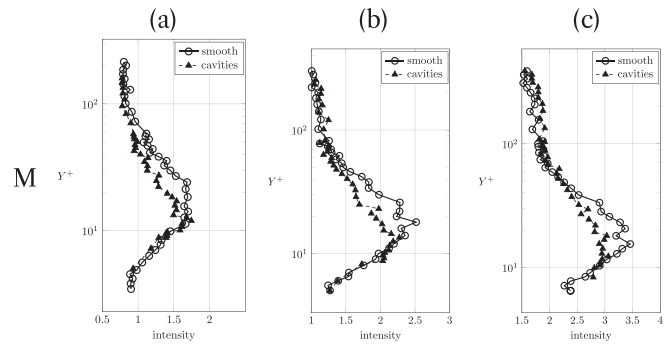 (a)
(b)
(c)
smooth
cavities
smooth
cavities
smooth
cavities
M
Y+
10²
10¹
Y+
10²
10¹
Y+
10²
10¹
0.5 1 1.5 2
intensity
1 1.5 2 2.5 3
intensity
1.5 2 2.5 3 3.5 4
intensity